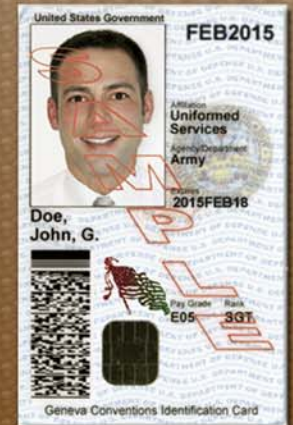 United States Government
FEB2015
Affiliation
Uniformed
Services
Agency/Department
Army
Expires
2015FEB18
Doe,
John, G.
SAMPLE
Pay Grade
Rank
E05
SGT
Geneva Conventions Identification Card